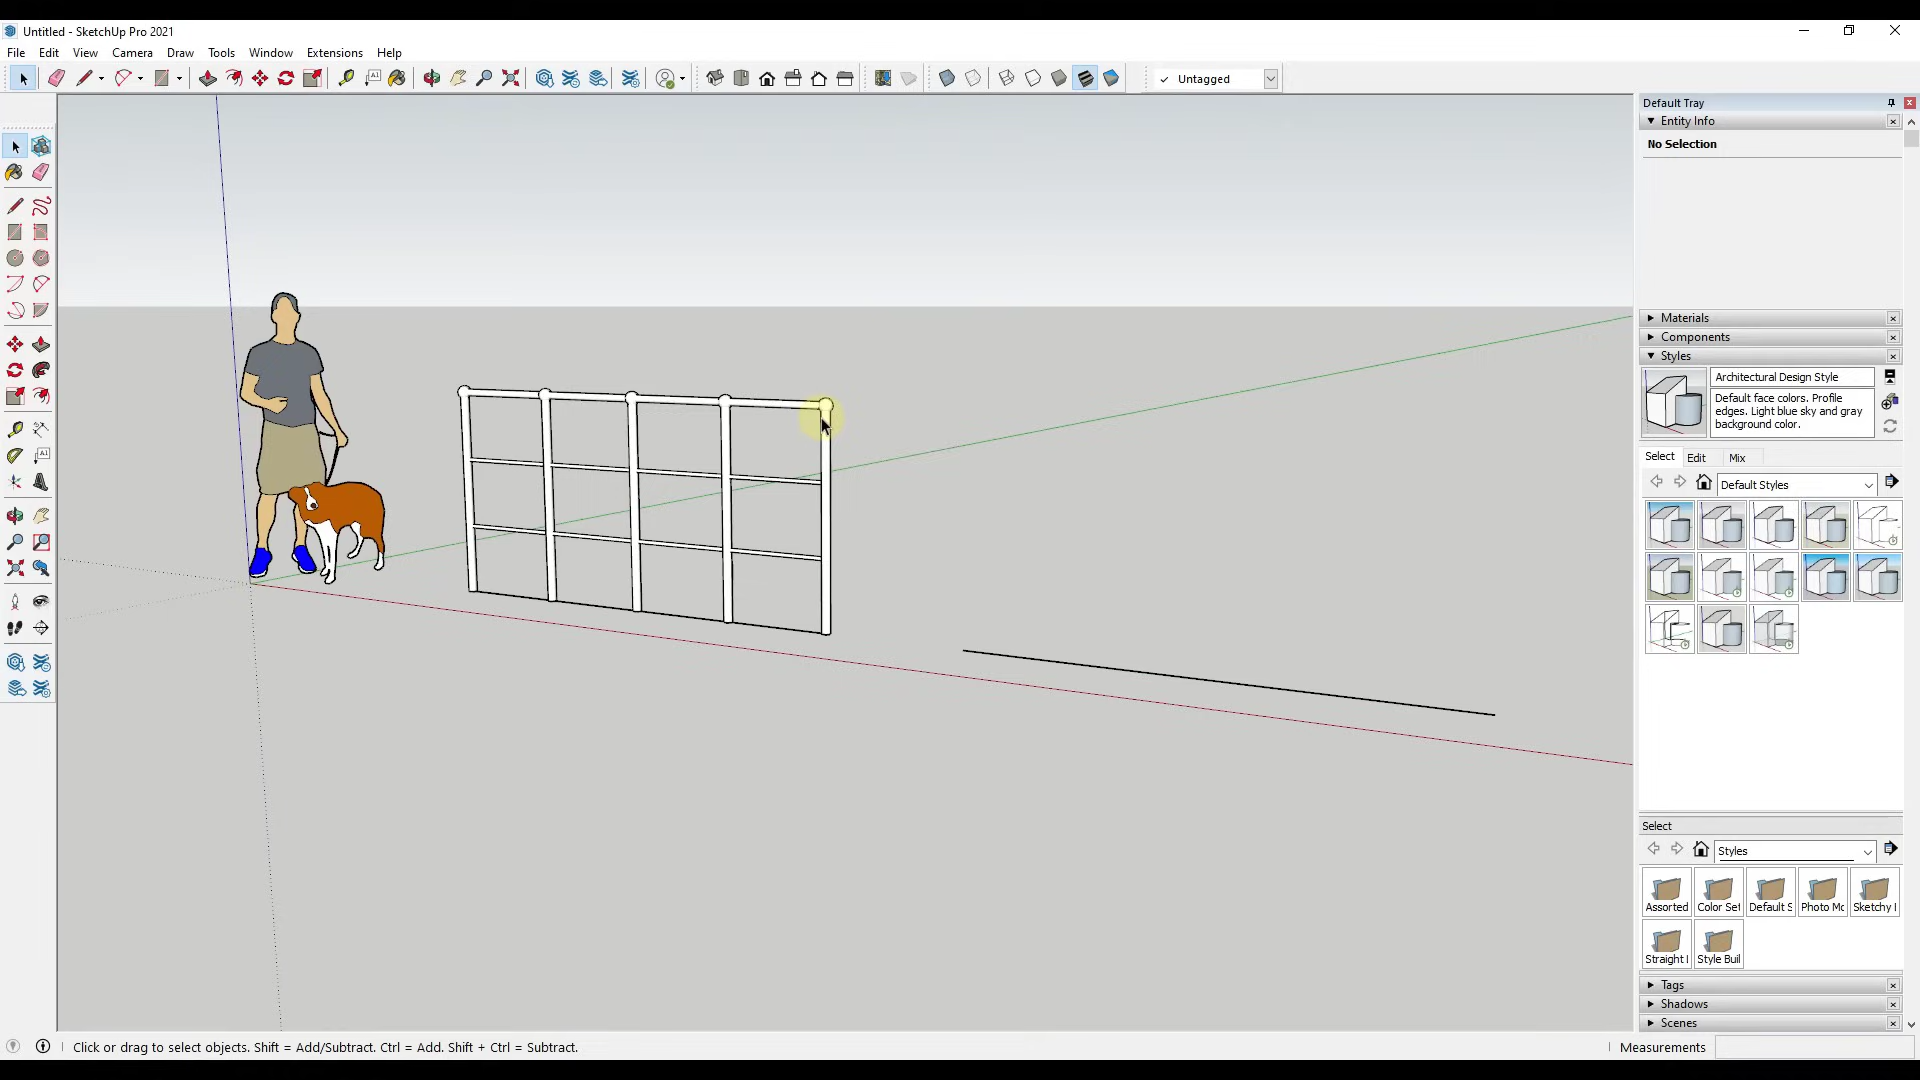 Untitled - SketchUp Pro 2021
File Edit View Camera Draw Tools Window Extensions Help
Untagged
Default Tray
Entity Info
No Selection
Materials
Components
Styles
Architectural Design Style
Default face colors. Profile
edges. Light blue sky and gray
background color.
Select Edit Mix
Default Styles
Select
Styles
Assorted Color Set Default S Photo Mo Sketchy
Straight Style Buil
Tags
Shadows
Scenes
Click or drag to select objects. Shift = Add/Subtract. Ctrl = Add. Shift + Ctrl = Subtract.
Measurements